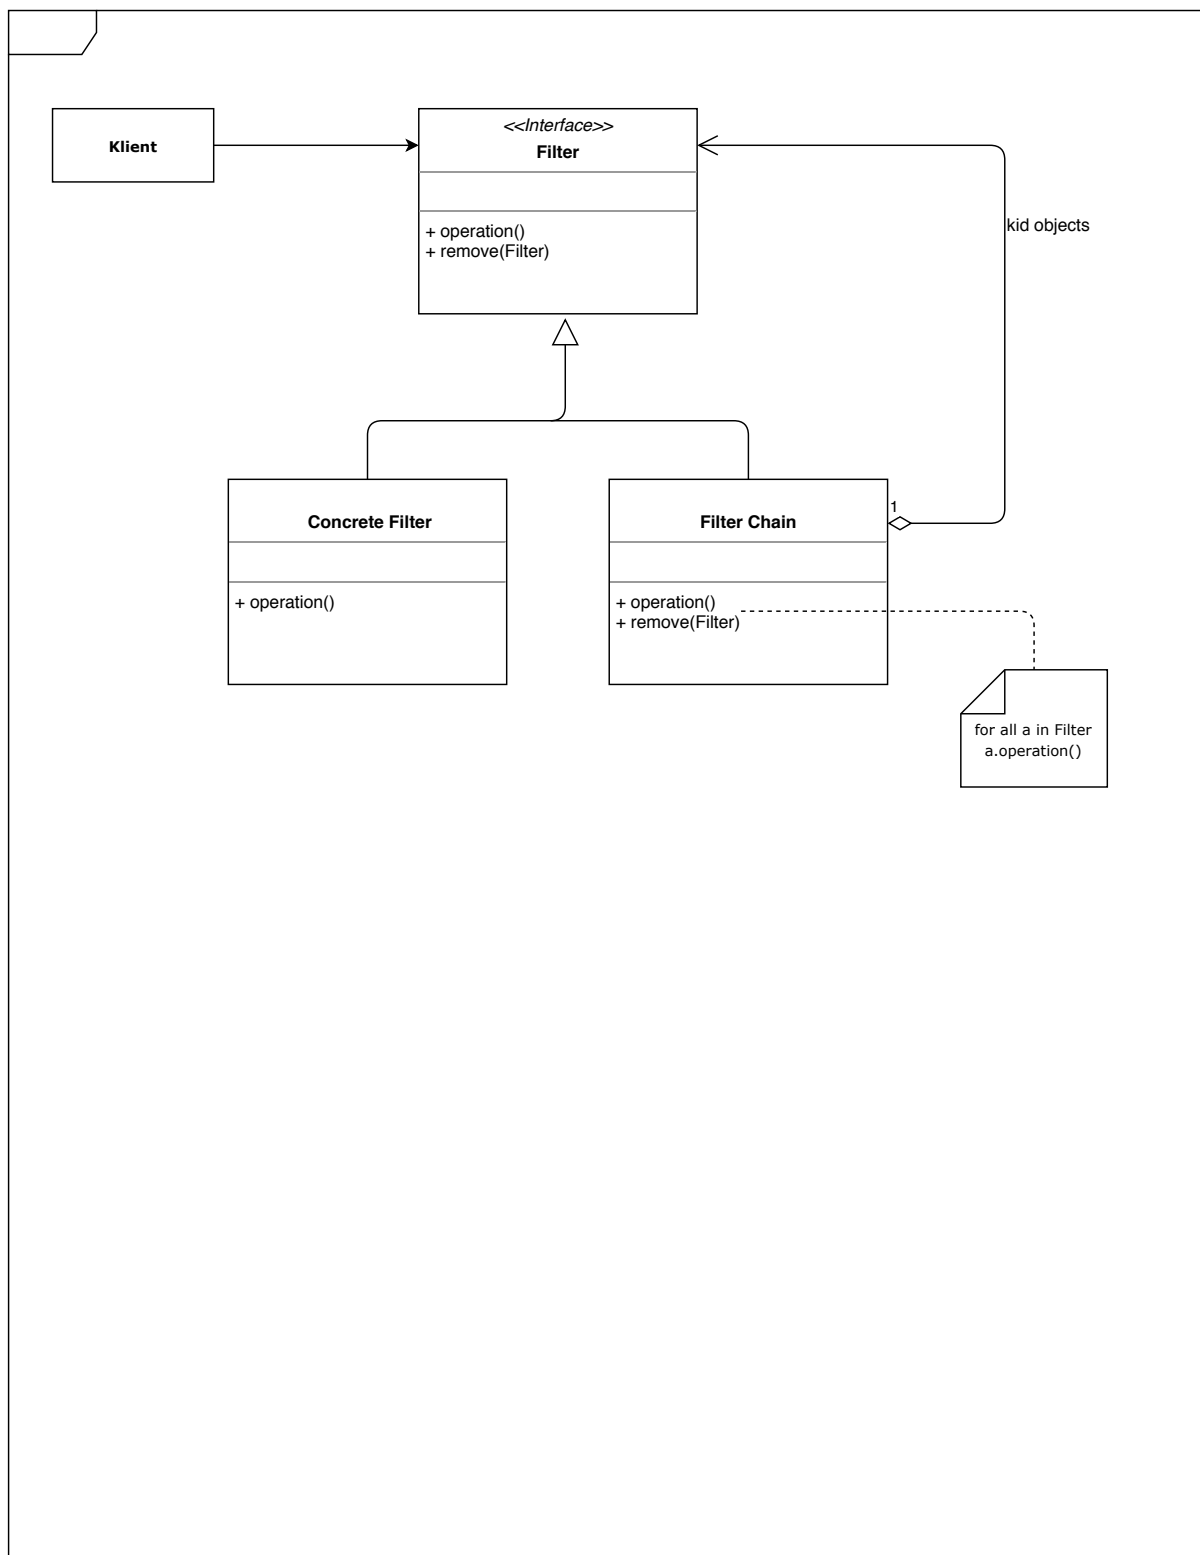 Klient
<<Interface>>
Filter
+ operation()
+ remove(Filter)
kid objects
Concrete Filter
+ operation()
Filter Chain
1
+ operation()
+ remove(Filter)
for all a in Filter
a.operation()